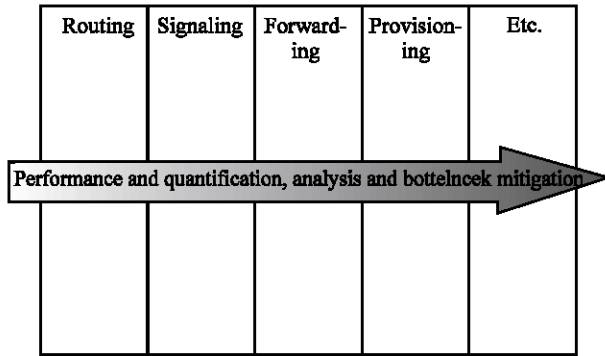 Routing
Signaling
Forward-
ing
Provision-
ing
Etc.
Performance and quantification, analysis and bottelncek mitigation